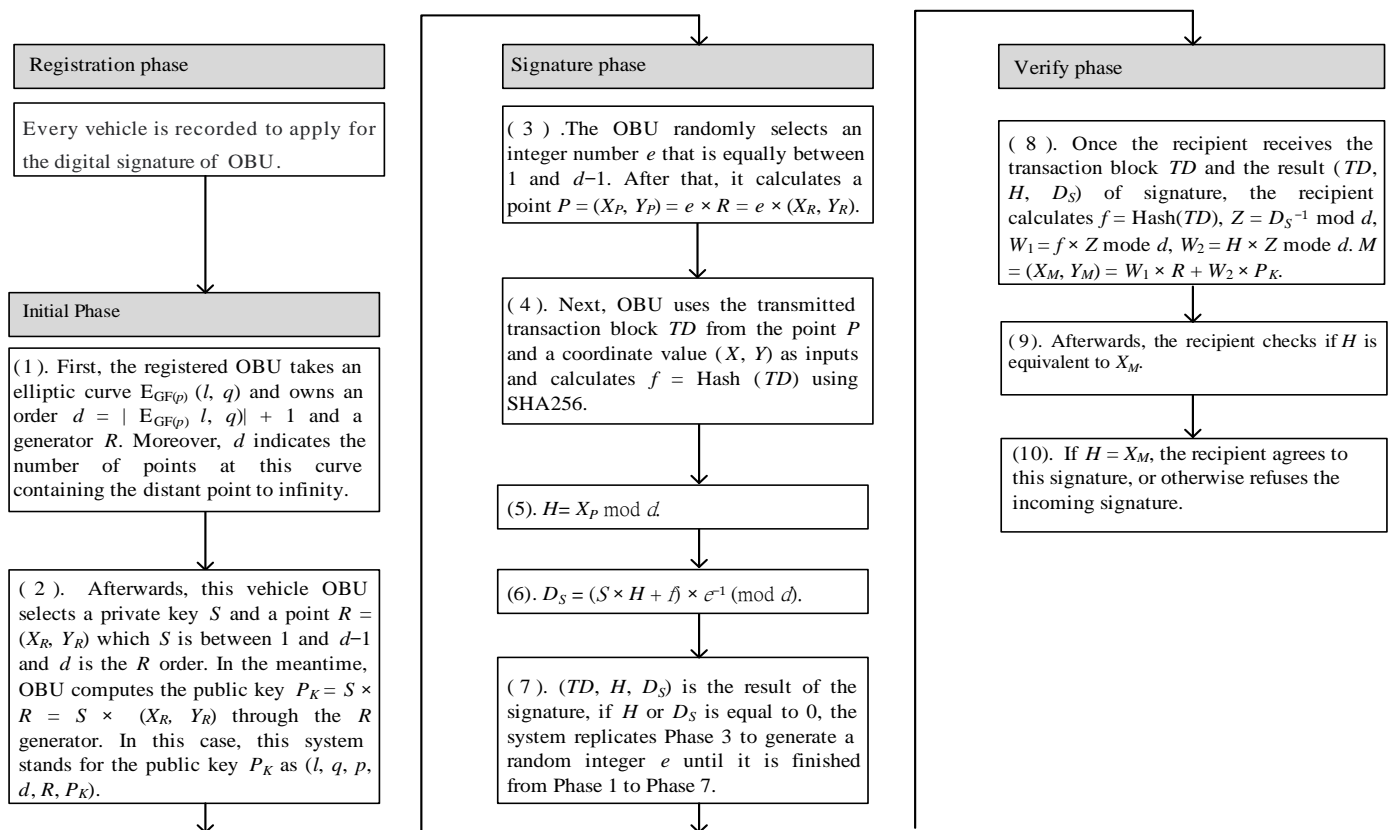 Registration phase
Every vehicle is recorded to apply for
the digital signature of OBU.
Initial Phase
(1). First, the registered OBU takes an
elliptic curve E_GF(p) (l, q) and owns an
order d = | E_GF(p) l, q)| + 1 and a
generator R. Moreover, d indicates the
number of points at this curve
containing the distant point to infinity.
( 2 ). Afterwards, this vehicle OBU
selects a private key S and a point R =
(X_R, Y_R) which S is between 1 and d−1
and d is the R order. In the meantime,
OBU computes the public key P_K = S ×
R = S × (X_R, Y_R) through the R
generator. In this case, this system
stands for the public key P_K as (l, q, p,
d, R, P_K).
Signature phase
( 3 ) .The OBU randomly selects an
integer number e that is equally between
1 and d−1. After that, it calculates a
point P = (X_P, Y_P) = e × R = e × (X_R, Y_R).
( 4 ). Next, OBU uses the transmitted
transaction block TD from the point P
and a coordinate value (X, Y) as inputs
and calculates f = Hash (TD) using
SHA256.
(5). H= X_P mod d.
(6). D_S = (S × H + f) × e⁻¹ (mod d).
( 7 ). (TD, H, D_S) is the result of the
signature, if H or D_S is equal to 0, the
system replicates Phase 3 to generate a
random integer e until it is finished
from Phase 1 to Phase 7.
Verify phase
( 8 ). Once the recipient receives the
transaction block TD and the result (TD,
H, D_S) of signature, the recipient
calculates f = Hash(TD), Z = D_S⁻¹ mod d,
W₁ = f × Z mode d, W₂ = H × Z mode d. M
= (X_M, Y_M) = W₁ × R + W₂ × P_K.
(9). Afterwards, the recipient checks if H is
equivalent to X_M.
(10). If H = X_M, the recipient agrees to
this signature, or otherwise refuses the
incoming signature.